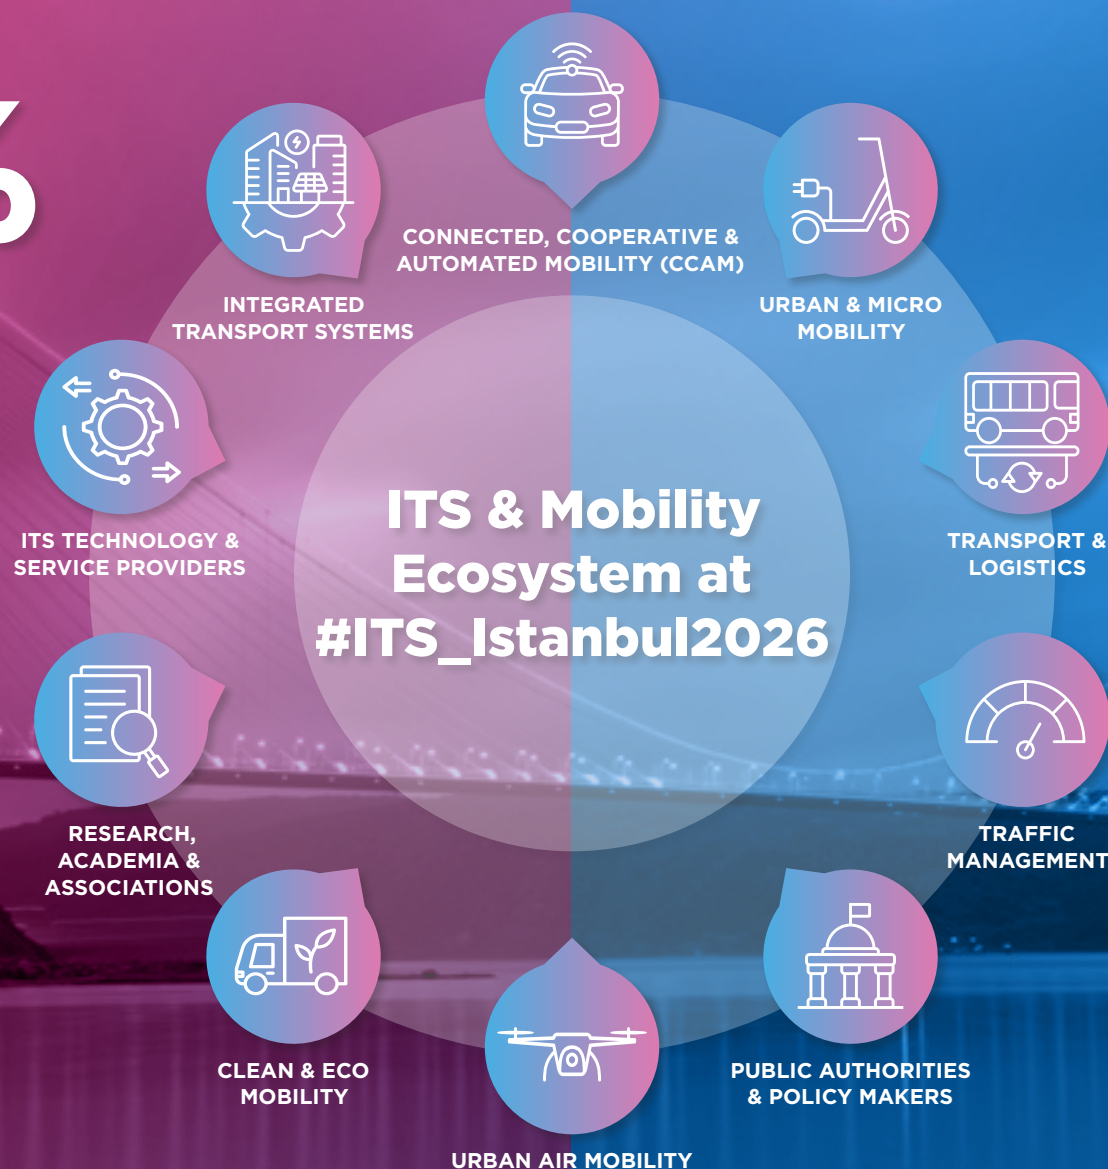 %
CONNECTED, COOPERATIVE &
AUTOMATED MOBILITY (CCAM)
INTEGRATED
TRANSPORT SYSTEMS
URBAN & MICRO
MOBILITY
ITS TECHNOLOGY &
SERVICE PROVIDERS
TRANSPORT &
LOGISTICS
ITS & Mobility
Ecosystem at
#ITS_Istanbul2026
RESEARCH,
ACADEMIA &
ASSOCIATIONS
TRAFFIC
MANAGEMENT
CLEAN & ECO
MOBILITY
PUBLIC AUTHORITIES
& POLICY MAKERS
URBAN AIR MOBILITY